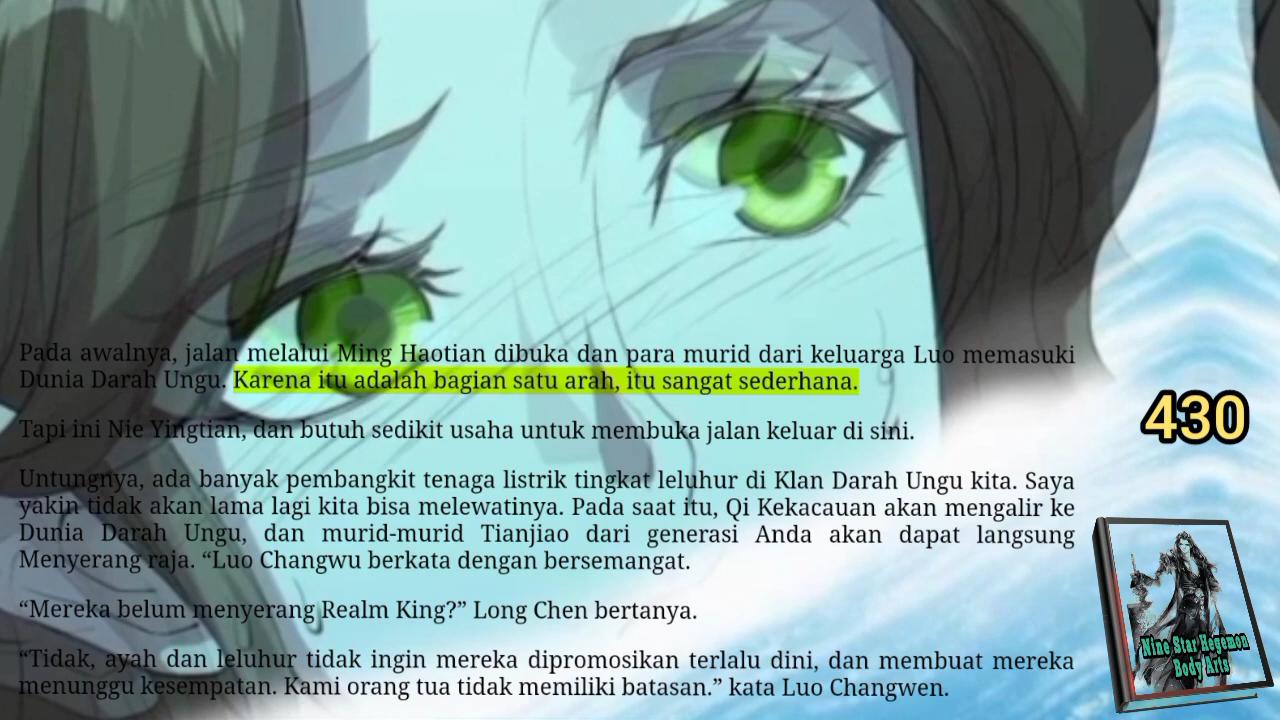 Pada awalnya, jalan melalui Ming Haotian dibuka dan para murid dari keluarga Luo memasuki
Dunia Darah Ungu. Karena itu adalah bagian satu arah, itu sangat sederhana.
Tapi ini Nie Yingtian, dan butuh sedikit usaha untuk membuka jalan keluar di sini.
Untungnya, ada banyak pembangkit tenaga listrik tingkat leluhur di Klan Darah Ungu kita. Saya
yakin tidak akan lama lagi kita bisa melewatinya. Pada saat itu, Qi Kekacauan akan mengalir ke
Dunia Darah Ungu, dan murid-murid Tianjiao dari generasi Anda akan dapat langsung
Menyerang raja. “Luo Changwu berkata dengan bersemangat.
“Mereka belum menyerang Realm King?” Long Chen bertanya.
“Tidak, ayah dan leluhur tidak ingin mereka dipromosikan terlalu dini, dan membuat mereka
menunggu kesempatan. Kami orang tua tidak memiliki batasan.” kata Luo Changwen.
430
Nine Star Hegemon
Body Arts